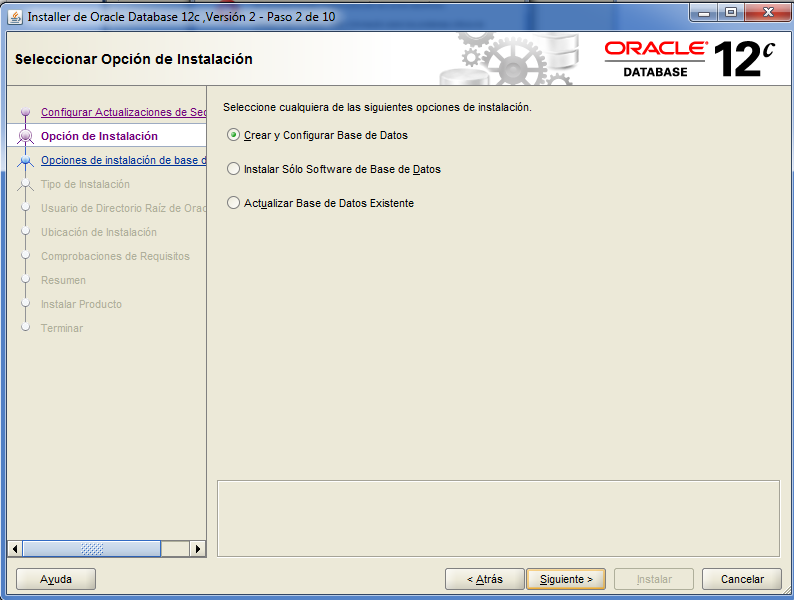 Installer de Oracle Database 12c ,Versión 2 - Paso 2 de 10
Seleccionar Opción de Instalación
ORACLE®
DATABASE
12c
Configurar Actualizaciones de Sec
Opción de Instalación
Opciones de instalación de base d
Tipo de Instalación
Usuario de Directorio Raíz de Orac
Ubicación de Instalación
Comprobaciones de Requisitos
Resumen
Instalar Producto
Terminar
Seleccione cualquiera de las siguientes opciones de instalación.
Crear y Configurar Base de Datos
Instalar Sólo Software de Base de Datos
Actualizar Base de Datos Existente
Ayuda
< Atrás
Siguiente >
Instalar
Cancelar